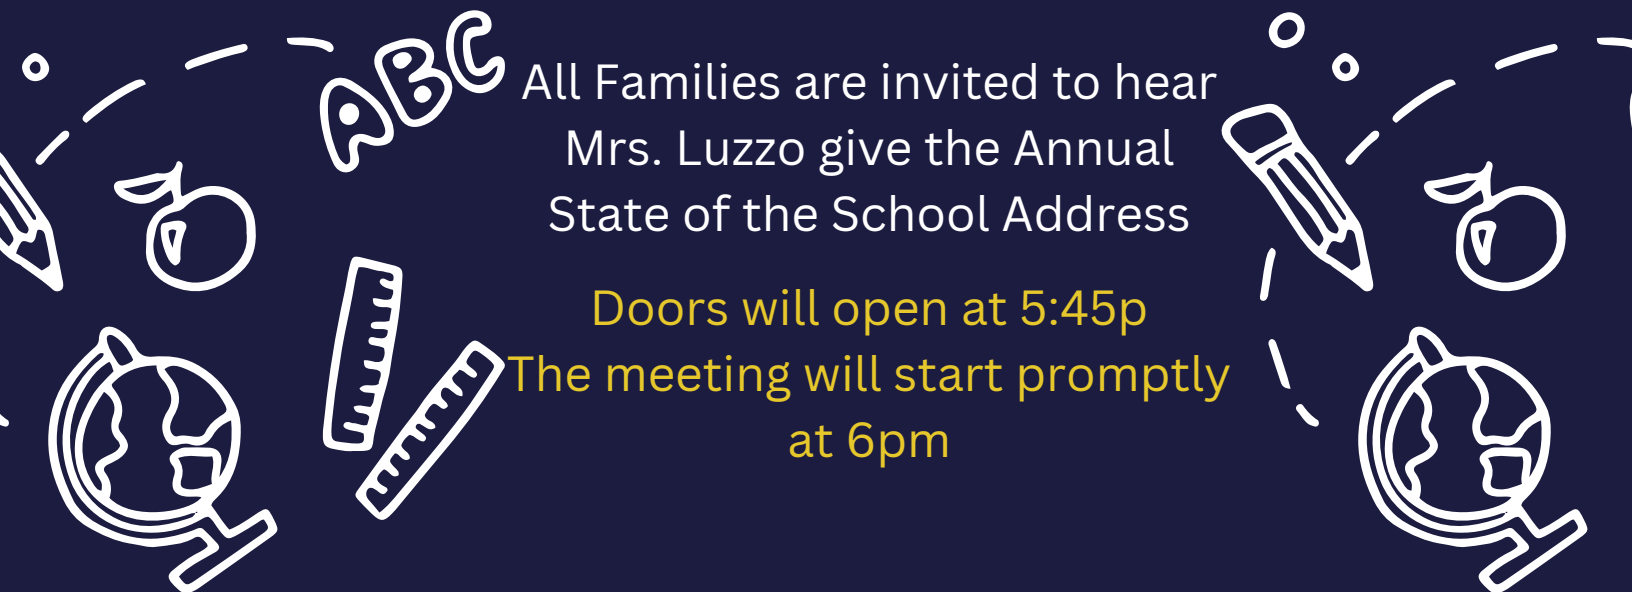 ABC
All Families are invited to hear
Mrs. Luzzo give the Annual
State of the School Address
Doors will open at 5:45p
The meeting will start promptly
at 6pm